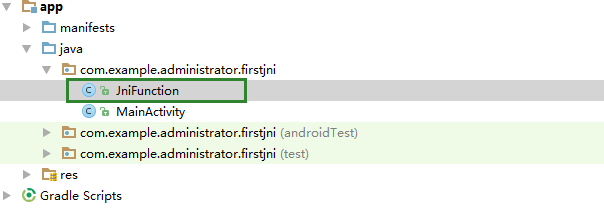 app
manifests
java
com.example.administrator.firstjni
JniFunction
MainActivity
com.example.administrator.firstjni (androidTest)
com.example.administrator.firstjni (test)
res
Gradle Scripts